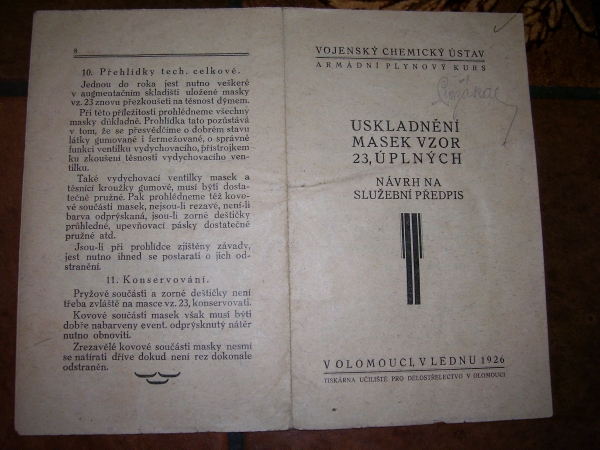 8
10. Přehlídky tech. celkové.
Jednou do roka jest nutno veškeré
v augmentačním skladišti uložené masky
vz. 23 znovu přezkoušeti na těsnost dýmem.
Při této příležitosti prohlédneme všechny
masky důkladně. Prohlídka tato pozůstává
v tom, že se přesvědčíme o dobrém stavu
látky gumované i fermežované, o správné
funkci ventilku vydychovacího, přístrojkem
ku zkoušení těsnosti vydychovacího ven-
tilku.
Také vydychovací ventilky masek a
těsnící kroužky gumové, musí býti dosta-
tečné pružné. Pak prohlédneme též kovo-
vé součásti masek, nejsou-li rezavé, není-li
barva odprýskaná, jsou-li zorné deštičky
průhledné, upevňovací pásky dostatečné
pružné atd.
Jsou-li při prohlídce zjištěny závady,
jest nutno ihned se postarati o jich od-
stranění.
11. Konservování.
Pryžové součásti a zorné deštičky není
třeba zvláště na masce vz. 23, konservovati.
Kovové součásti masek však musí býti
dobře nabarveny event. odprýsknutý nátěr
nutno obnoviti.
Zrezavělé kovové součásti masky nesmí
se natírati dříve dokud není rez dokonale
odstraněn.
VOJENSKÝ CHEMICKÝ ÚSTAV
ARMÁDNÍ PLYNOVÝ KURS
USKLADNĚNÍ
MASEK VZOR
23, ÚPLNÝCH
NÁVRH NA
SLUŽEBNÍ PŘEDPIS
V OLOMOUCI, V LEDNU 1926
TISKÁRNA UČILIŠTĚ PRO DĚLOSTŘELECTVO V OLOMOUCI